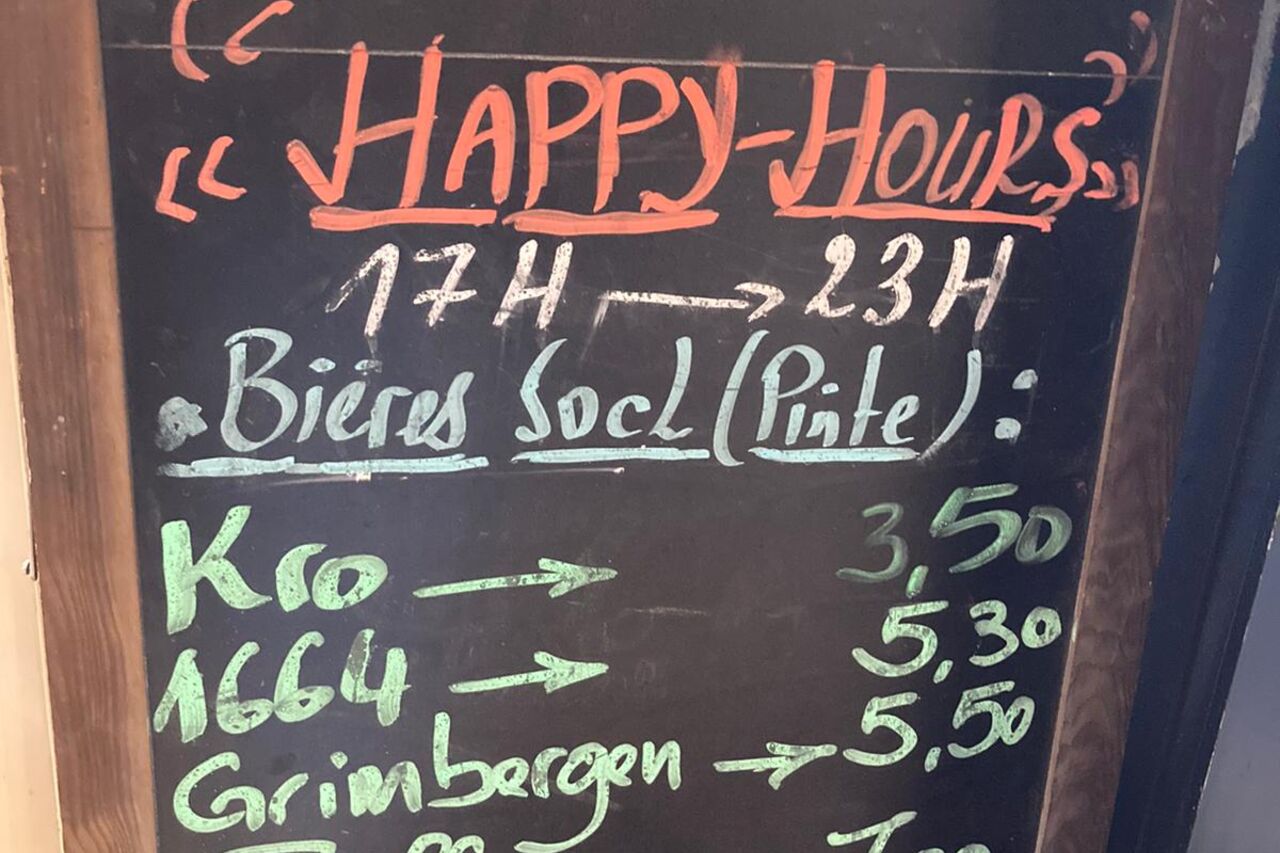 « HAPPY-HOURS »
17H → 23H
• Bières 50cL (Pinte) :
Kro → 3,50
1664 → 5,30
Grimbergen → 5,50